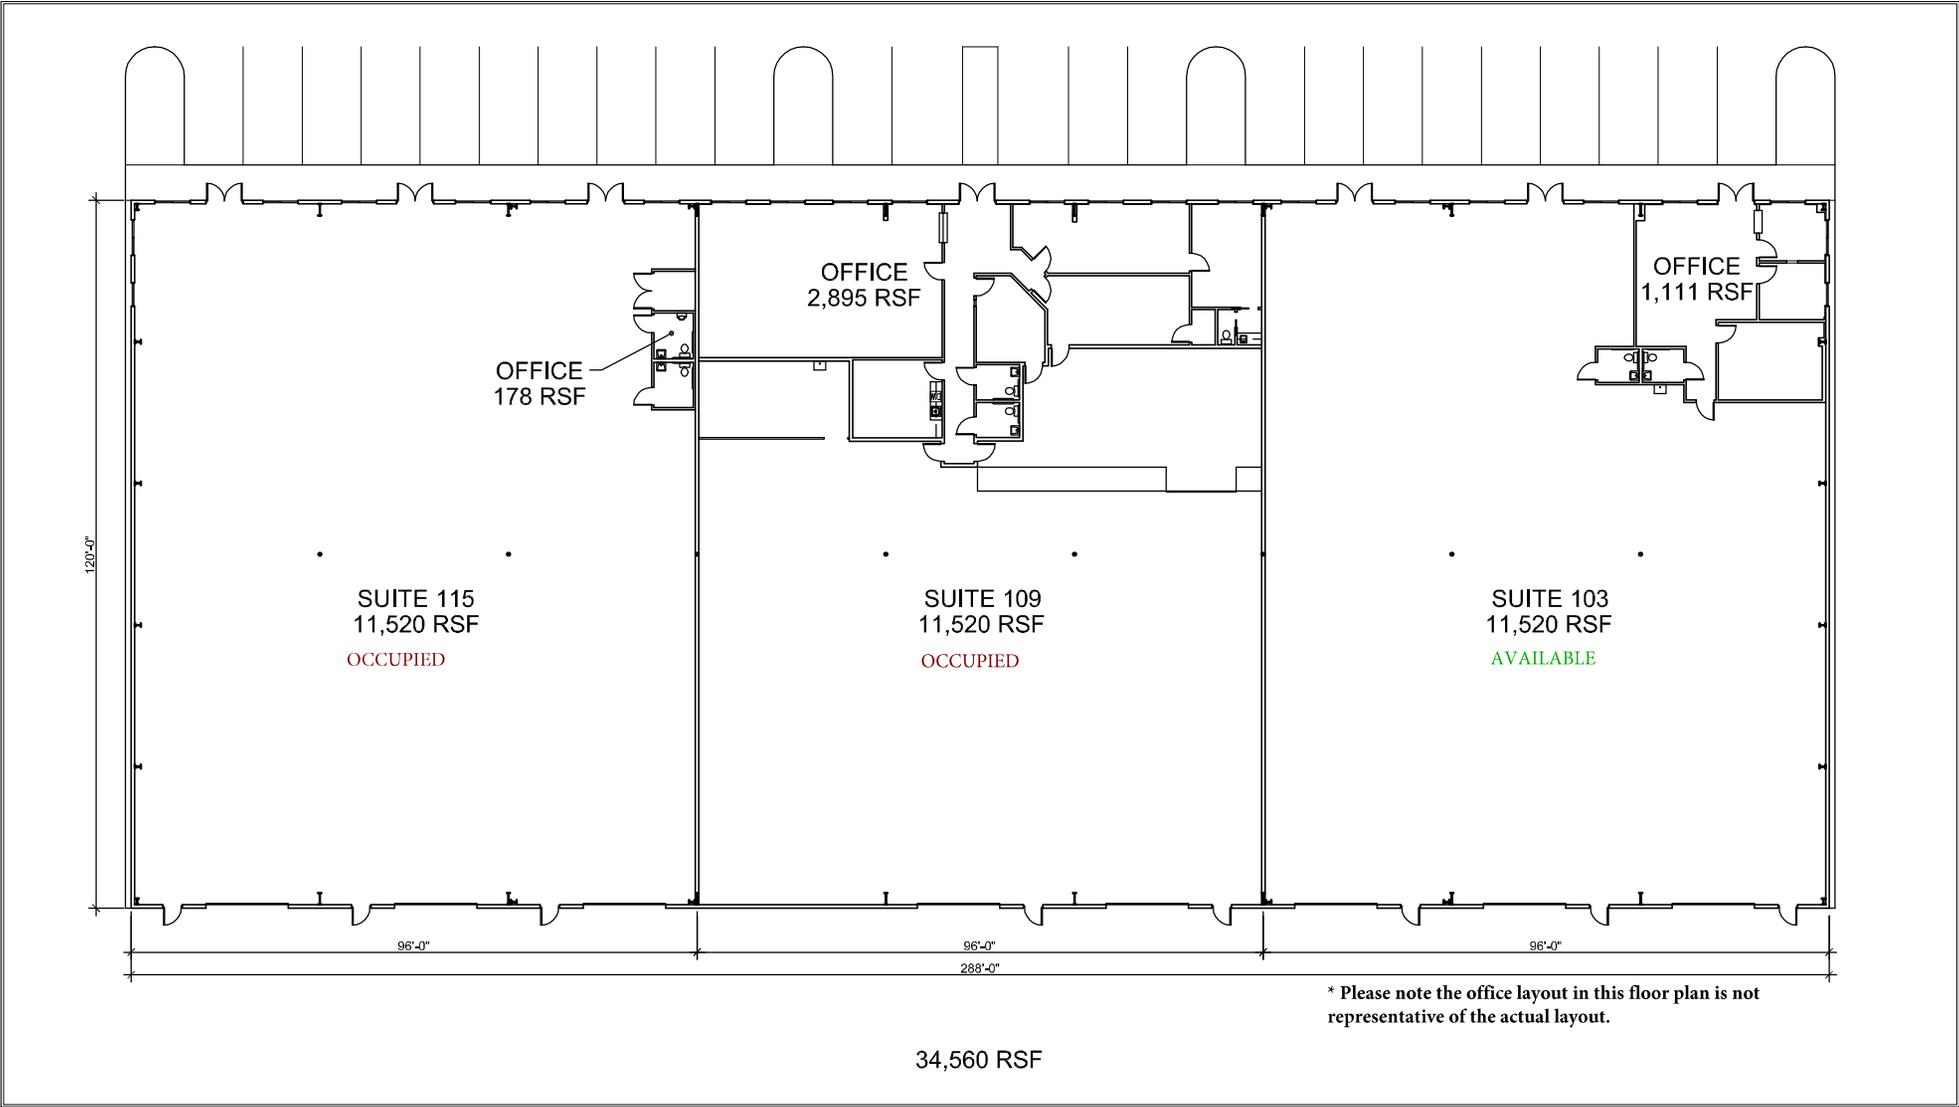 OFFICE
2,895 RSF
OFFICE
1,111 RSF
OFFICE
178 RSF
120'-0"
SUITE 115
11,520 RSF
OCCUPIED
SUITE 109
11,520 RSF
OCCUPIED
SUITE 103
11,520 RSF
AVAILABLE
96'-0"
96'-0"
96'-0"
288'-0"
* Please note the office layout in this floor plan is not
representative of the actual layout.
34,560 RSF